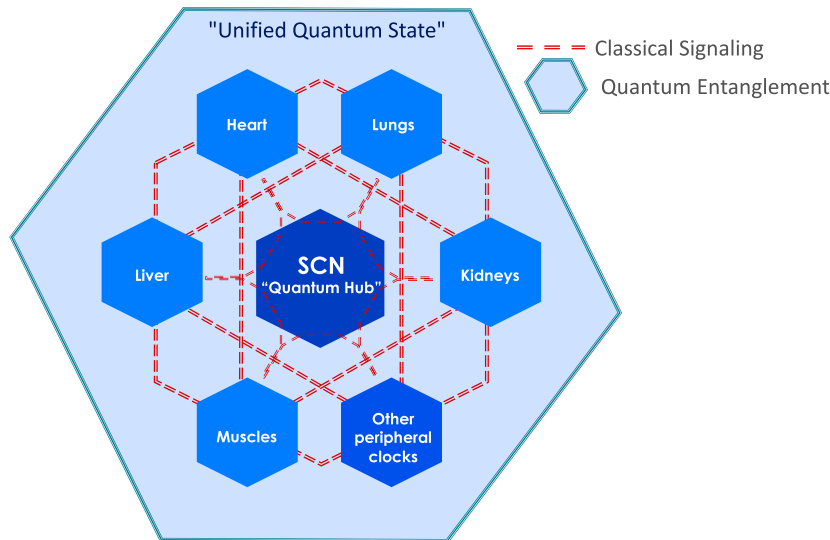 "Unified Quantum State"
Classical Signaling
Quantum Entanglement
Heart
Lungs
SCN
“Quantum Hub”
Liver
Kidneys
Muscles
Other
peripheral
clocks